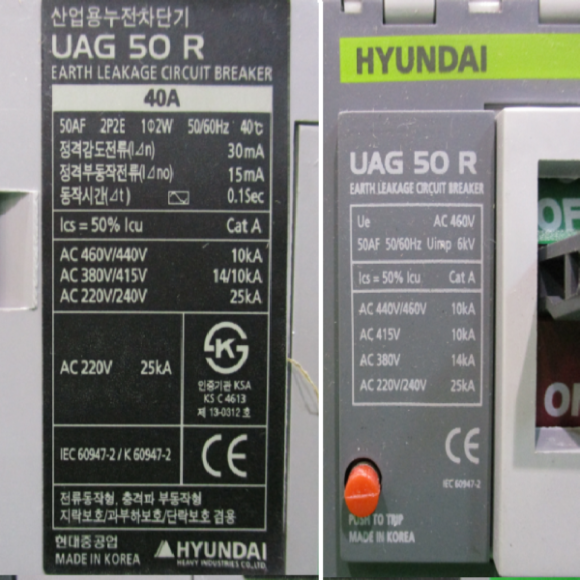 산업용누전차단기
UAG 50 R
EARTH LEAKAGE CIRCUIT BREAKER
40A
50AF 2P2E 1Φ2W 50/60Hz 40℃
정격감도전류(I⊿n) 30mA
정격부동작전류(I⊿no) 15mA
동작시간(⊿t) 0.1Sec
Ics = 50% Icu Cat A
AC 460V/440V 10kA
AC 380V/415V 14/10kA
AC 220V/240V 25kA
AC 220V 25kA
인증기관 KSA
KS C 4613
제 13-0312 호
IEC 60947-2 / K 60947-2
CE
전류동작형, 충격파 부동작형
지락보호/과부하보호/단락보호 겸용
현대중공업
MADE IN KOREA
HYUNDAI
HEAVY INDUSTRIES CO.,LTD
HYUNDAI
UAG 50 R
EARTH LEAKAGE CIRCUIT BREAKER
Ue AC 460V
50AF 50/60Hz Uimp 6kV
Ics = 50% Icu Cat A
AC 440V/460V 10kA
AC 415V 10kA
AC 380V 14kA
AC 220V/240V 25kA
CE
IEC 60947-2
PUSH TO TRIP
MADE IN KOREA